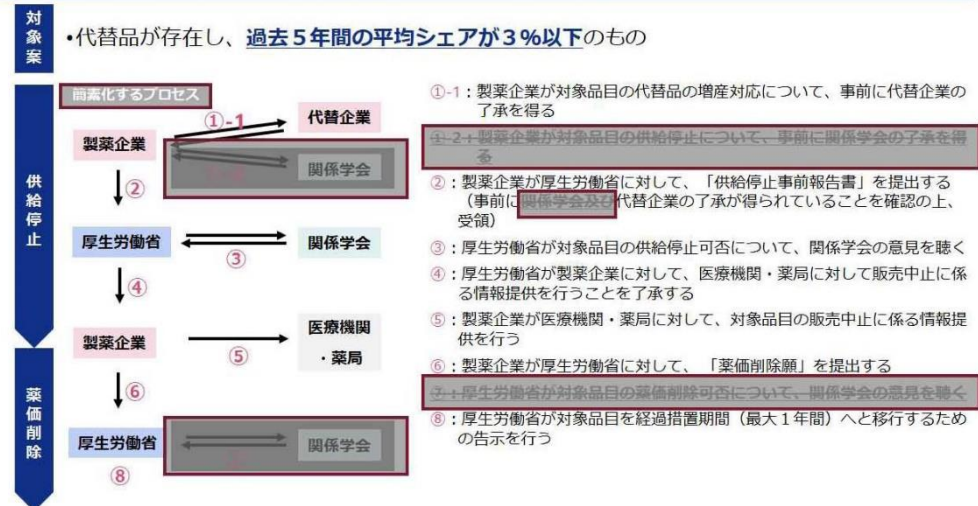 対象案
・代替品が存在し、過去５年間の平均シェアが３％以下のもの
供給停止
薬価削除
簡素化するプロセス
①-1
代替企業
製薬企業
関係学会
②
厚生労働省
③
関係学会
④
製薬企業
⑤
医療機関
・薬局
⑥
厚生労働省
関係学会
⑧
①-1：製薬企業が対象品目の代替品の増産対応について、事前に代替企業の
了承を得る
①-2：製薬企業が対象品目の供給停止について、事前に関係学会の了承を得
る
②：製薬企業が厚生労働省に対して、「供給停止事前報告書」を提出する
（事前に関係学会及び代替企業の了承が得られていることを確認の上、
受領）
③：厚生労働省が対象品目の供給停止可否について、関係学会の意見を聴く
④：厚生労働省が製薬企業に対して、医療機関・薬局に対して販売中止に係
る情報提供を行うことを了承する
⑤：製薬企業が医療機関・薬局に対して、対象品目の販売中止に係る情報提
供を行う
⑥：製薬企業が厚生労働省に対して、「薬価削除願」を提出する
⑦：厚生労働省が対象品目の薬価削除可否について、関係学会の意見を聴く
⑧：厚生労働省が対象品目を経過措置期間（最大１年間）へと移行するため
の告示を行う